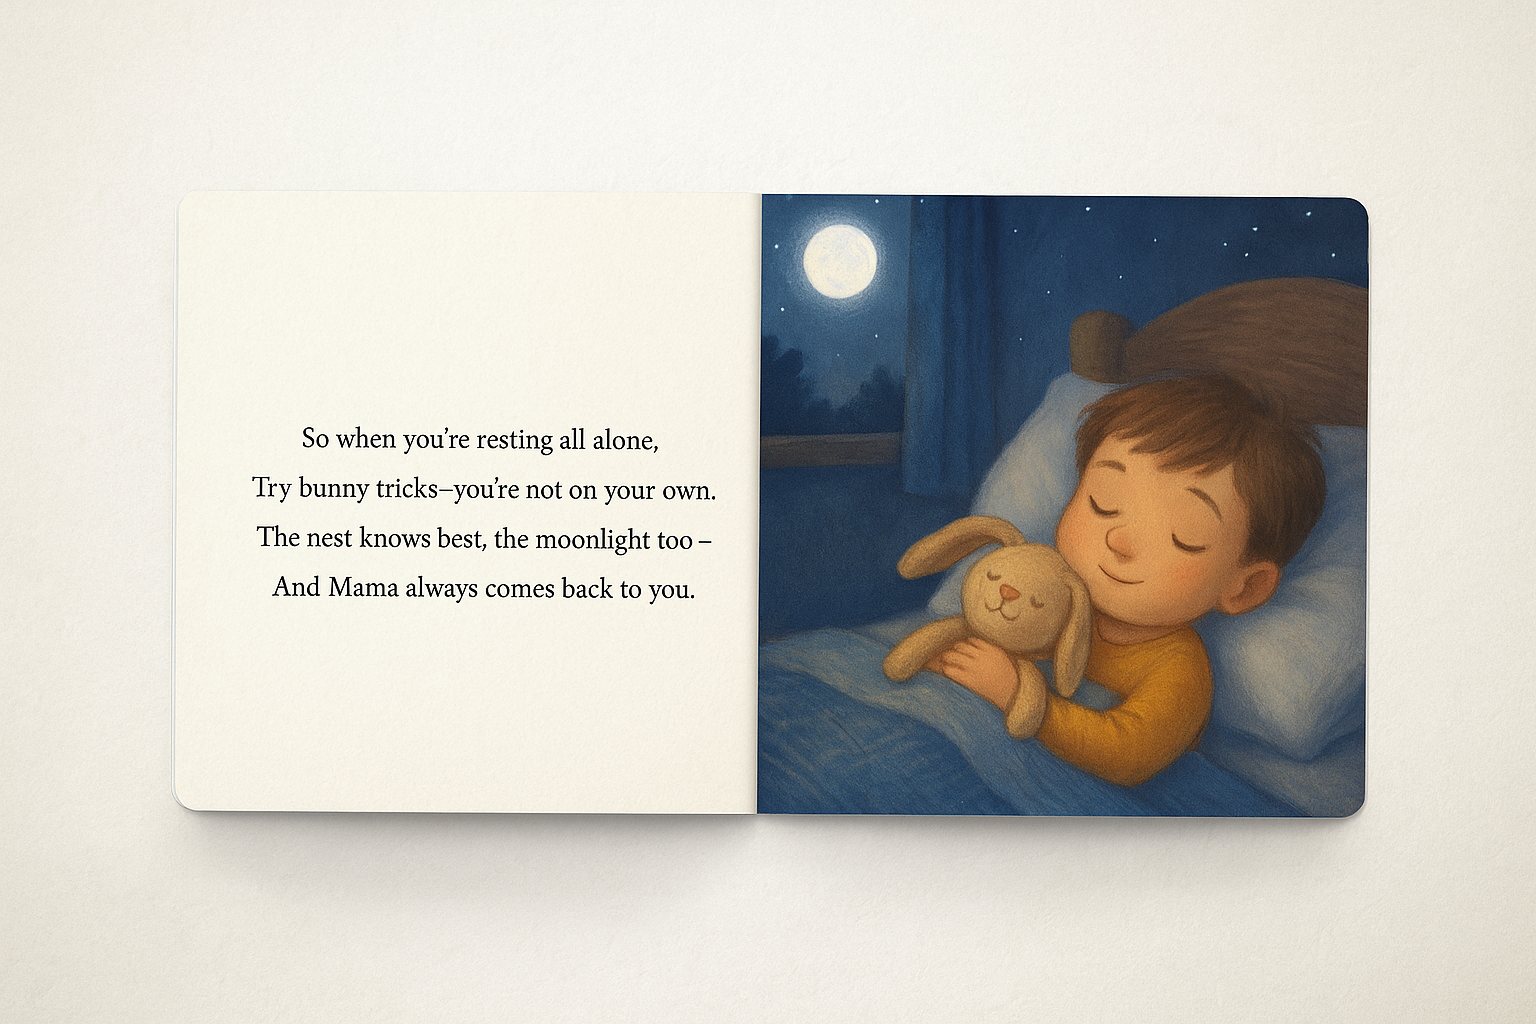 So when you're resting all alone,
Try bunny tricks–you're not on your own.
The nest knows best, the moonlight too –
And Mama always comes back to you.